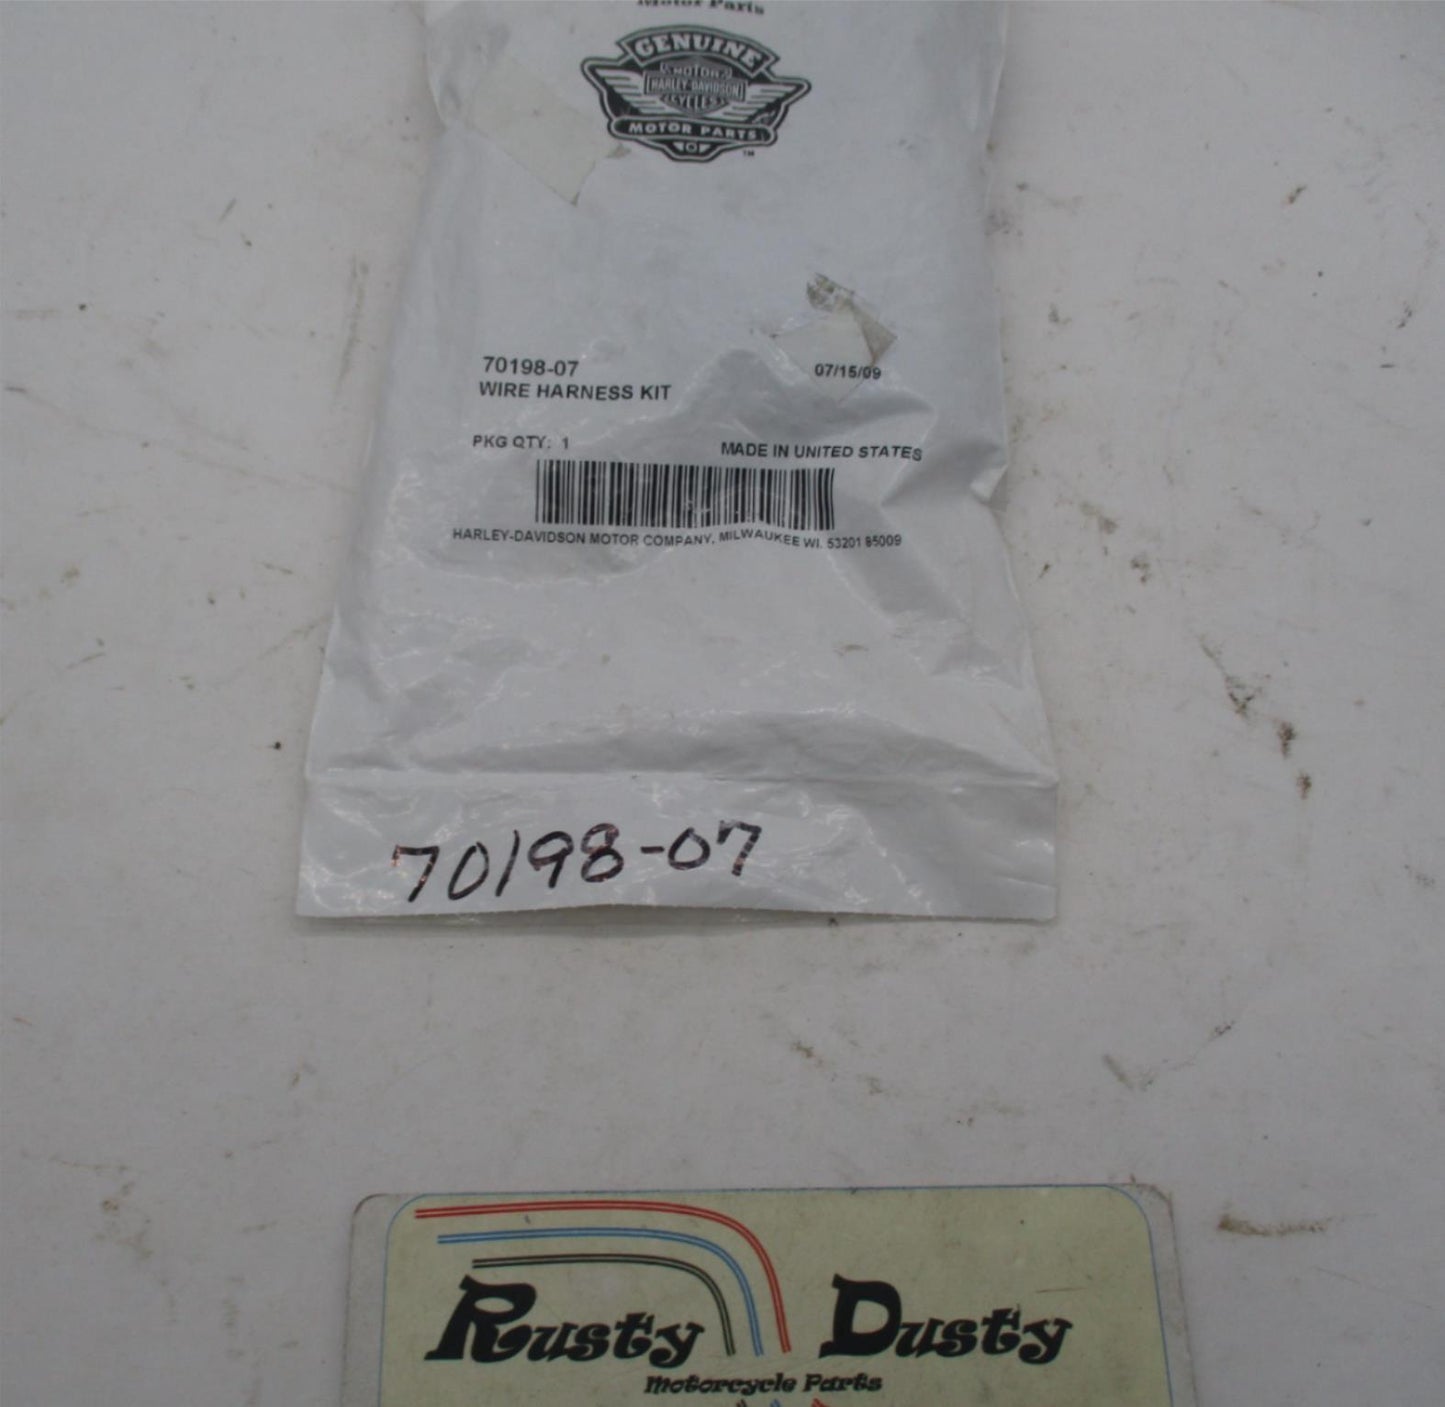 Motor Parts
GENUINE
MOTOR
HARLEY-DAVIDSON
CYCLES
MOTOR PARTS
TM
70198-07
07/15/09
WIRE HARNESS KIT
PKG QTY: 1
MADE IN UNITED STATES
HARLEY-DAVIDSON MOTOR COMPANY, MILWAUKEE WI. 53201 85009
70198-07
Rusty Dusty
Motorcycle Parts